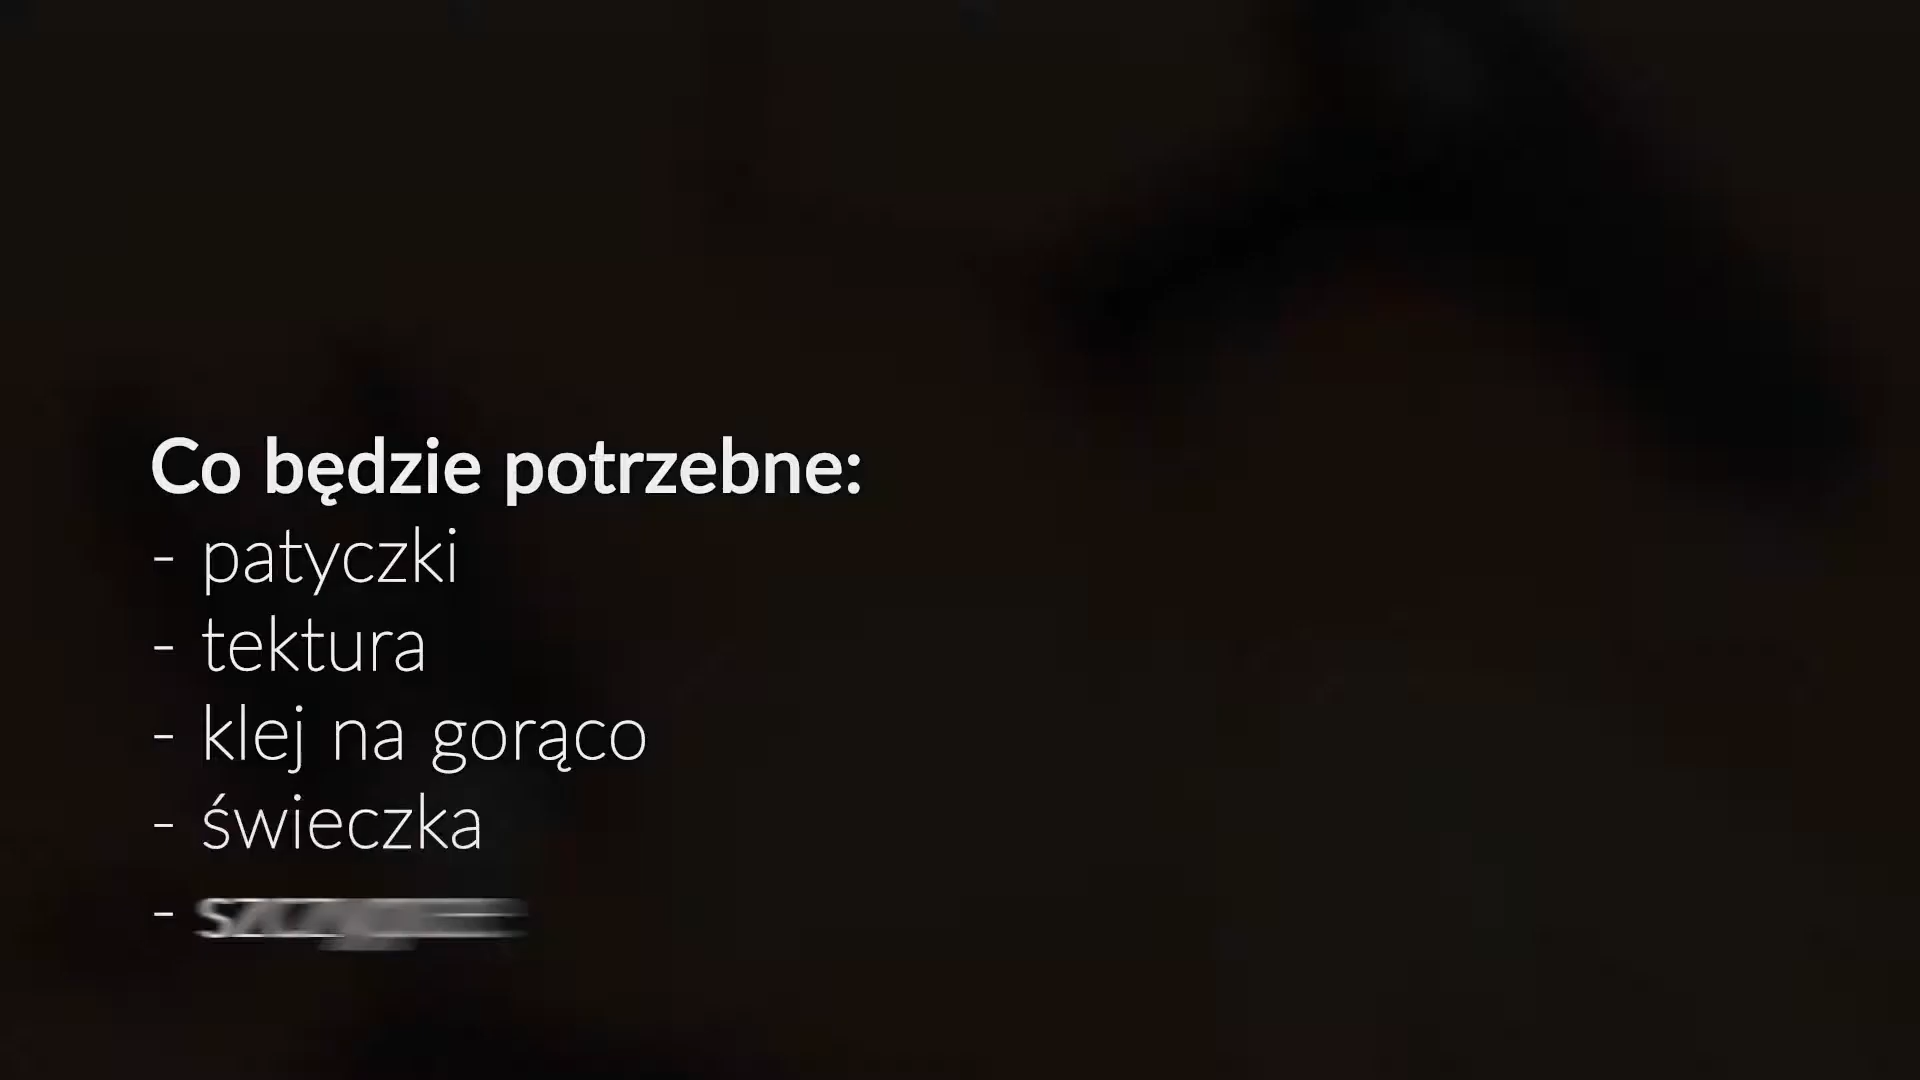 Co będzie potrzebne:
- patyczki
- tektura
- klej na gorąco
- świeczka
-